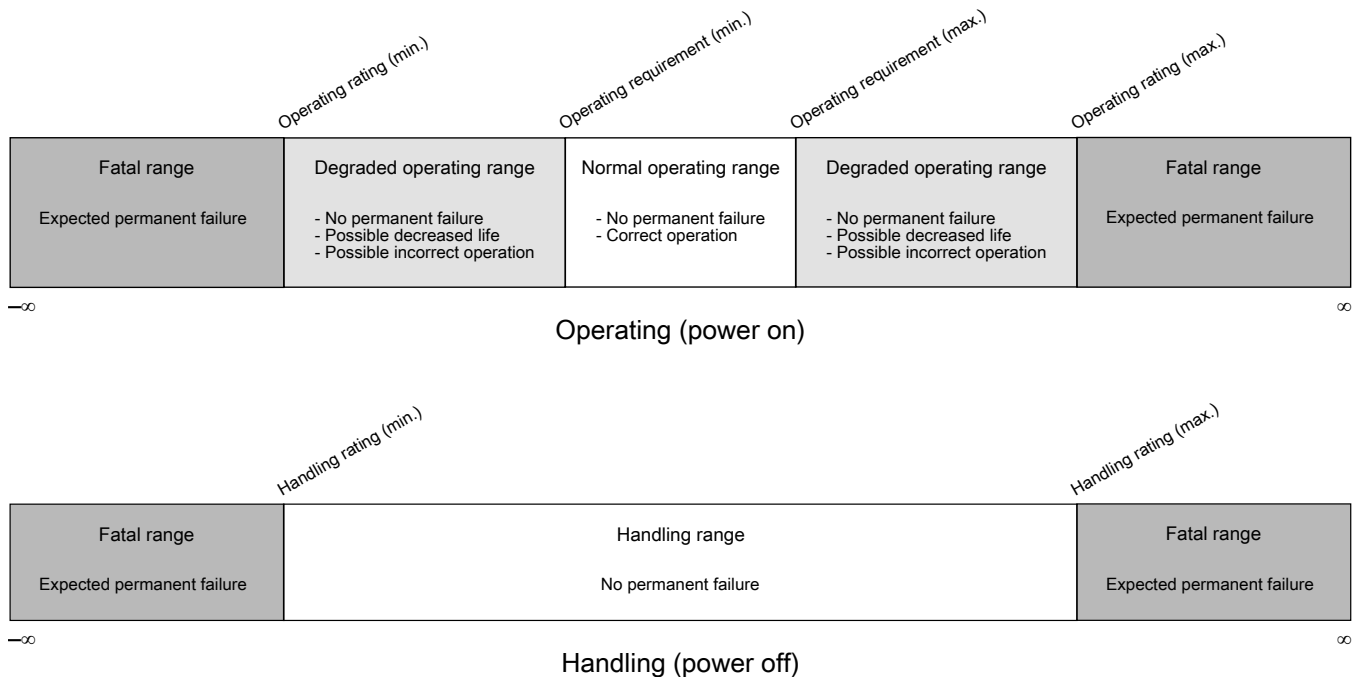 Operating rating (min.)
Operating requirement (min.)
Operating requirement (max.)
Operating rating (max.)
Fatal range
Expected permanent failure
Degraded operating range
- No permanent failure
- Possible decreased life
- Possible incorrect operation
Normal operating range
- No permanent failure
- Correct operation
Degraded operating range
- No permanent failure
- Possible decreased life
- Possible incorrect operation
Fatal range
Expected permanent failure
–∞
∞
Operating (power on)
Handling rating (min.)
Handling rating (max.)
Fatal range
Expected permanent failure
Handling range
No permanent failure
Fatal range
Expected permanent failure
–∞
∞
Handling (power off)